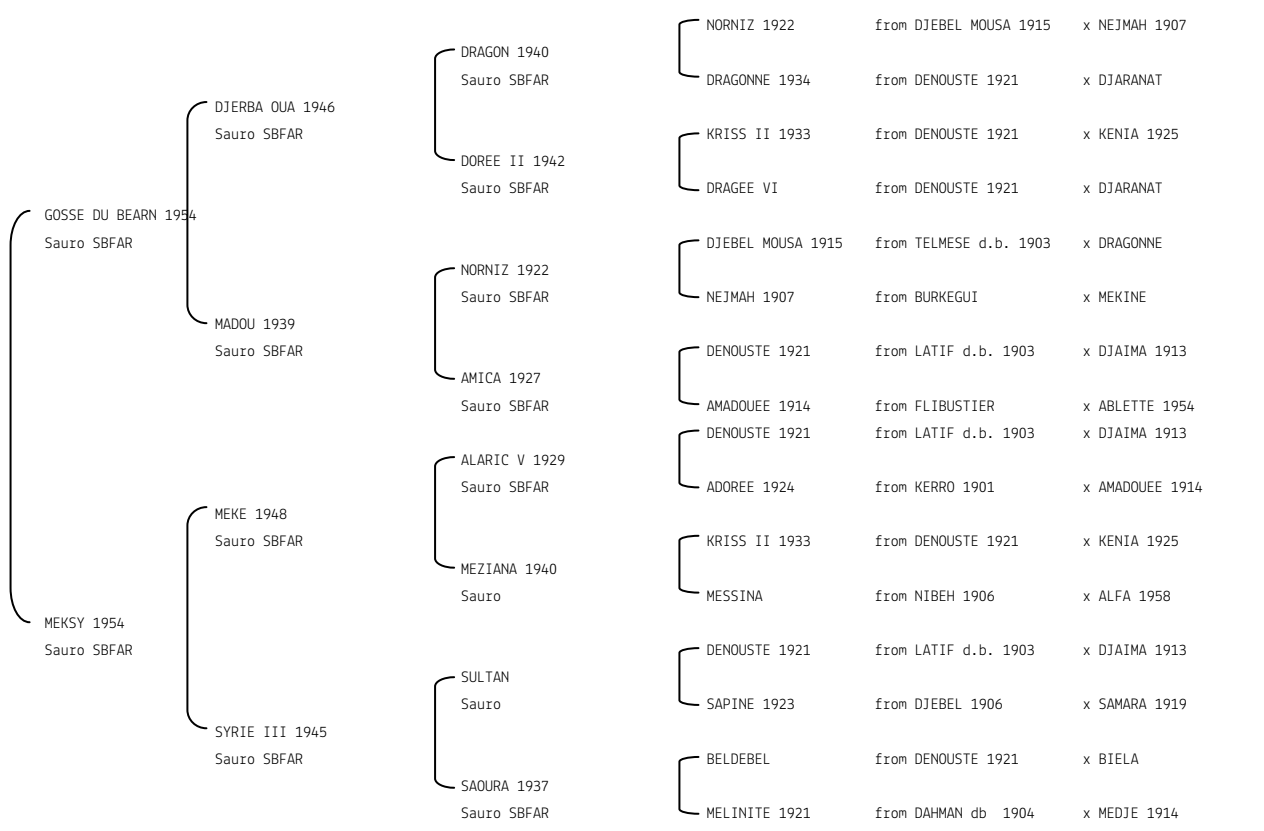 NORNIZ 1922 from DJEBEL MOUSA 1915 x NEJMAH 1907
DRAGON 1940
Sauro SBFAR DRAGONNE 1934 from DENOUSTE 1921 x DJARANAT
DJERBA OUA 1946
Sauro SBFAR KRISS II 1933 from DENOUSTE 1921 x KENIA 1925
DOREE II 1942
Sauro SBFAR DRAGEE VI from DENOUSTE 1921 x DJARANAT
GOSSE DU BEARN 1954
Sauro SBFAR DJEBEL MOUSA 1915 from TELMESE d.b. 1903 x DRAGONNE
NORNIZ 1922
Sauro SBFAR NEJMAH 1907 from BURKEGUI x MEKINE
MADOU 1939
Sauro SBFAR DENOUSTE 1921 from LATIF d.b. 1903 x DJAIMA 1913
AMICA 1927
Sauro SBFAR AMADOUEE 1914 from FLIBUSTIER x ABLETTE 1954
DENOUSTE 1921 from LATIF d.b. 1903 x DJAIMA 1913
ALARIC V 1929
Sauro SBFAR ADOREE 1924 from KERRO 1901 x AMADOUEE 1914
MEKE 1948
Sauro SBFAR KRISS II 1933 from DENOUSTE 1921 x KENIA 1925
MEZIANA 1940
Sauro MESSINA from NIBEH 1906 x ALFA 1958
MEKSY 1954
Sauro SBFAR DENOUSTE 1921 from LATIF d.b. 1903 x DJAIMA 1913
SULTAN
Sauro SAPINE 1923 from DJEBEL 1906 x SAMARA 1919
SYRIE III 1945
Sauro SBFAR BELDEBEL from DENOUSTE 1921 x BIELA
SAOURA 1937
Sauro SBFAR MELINITE 1921 from DAHMAN db 1904 x MEDJE 1914